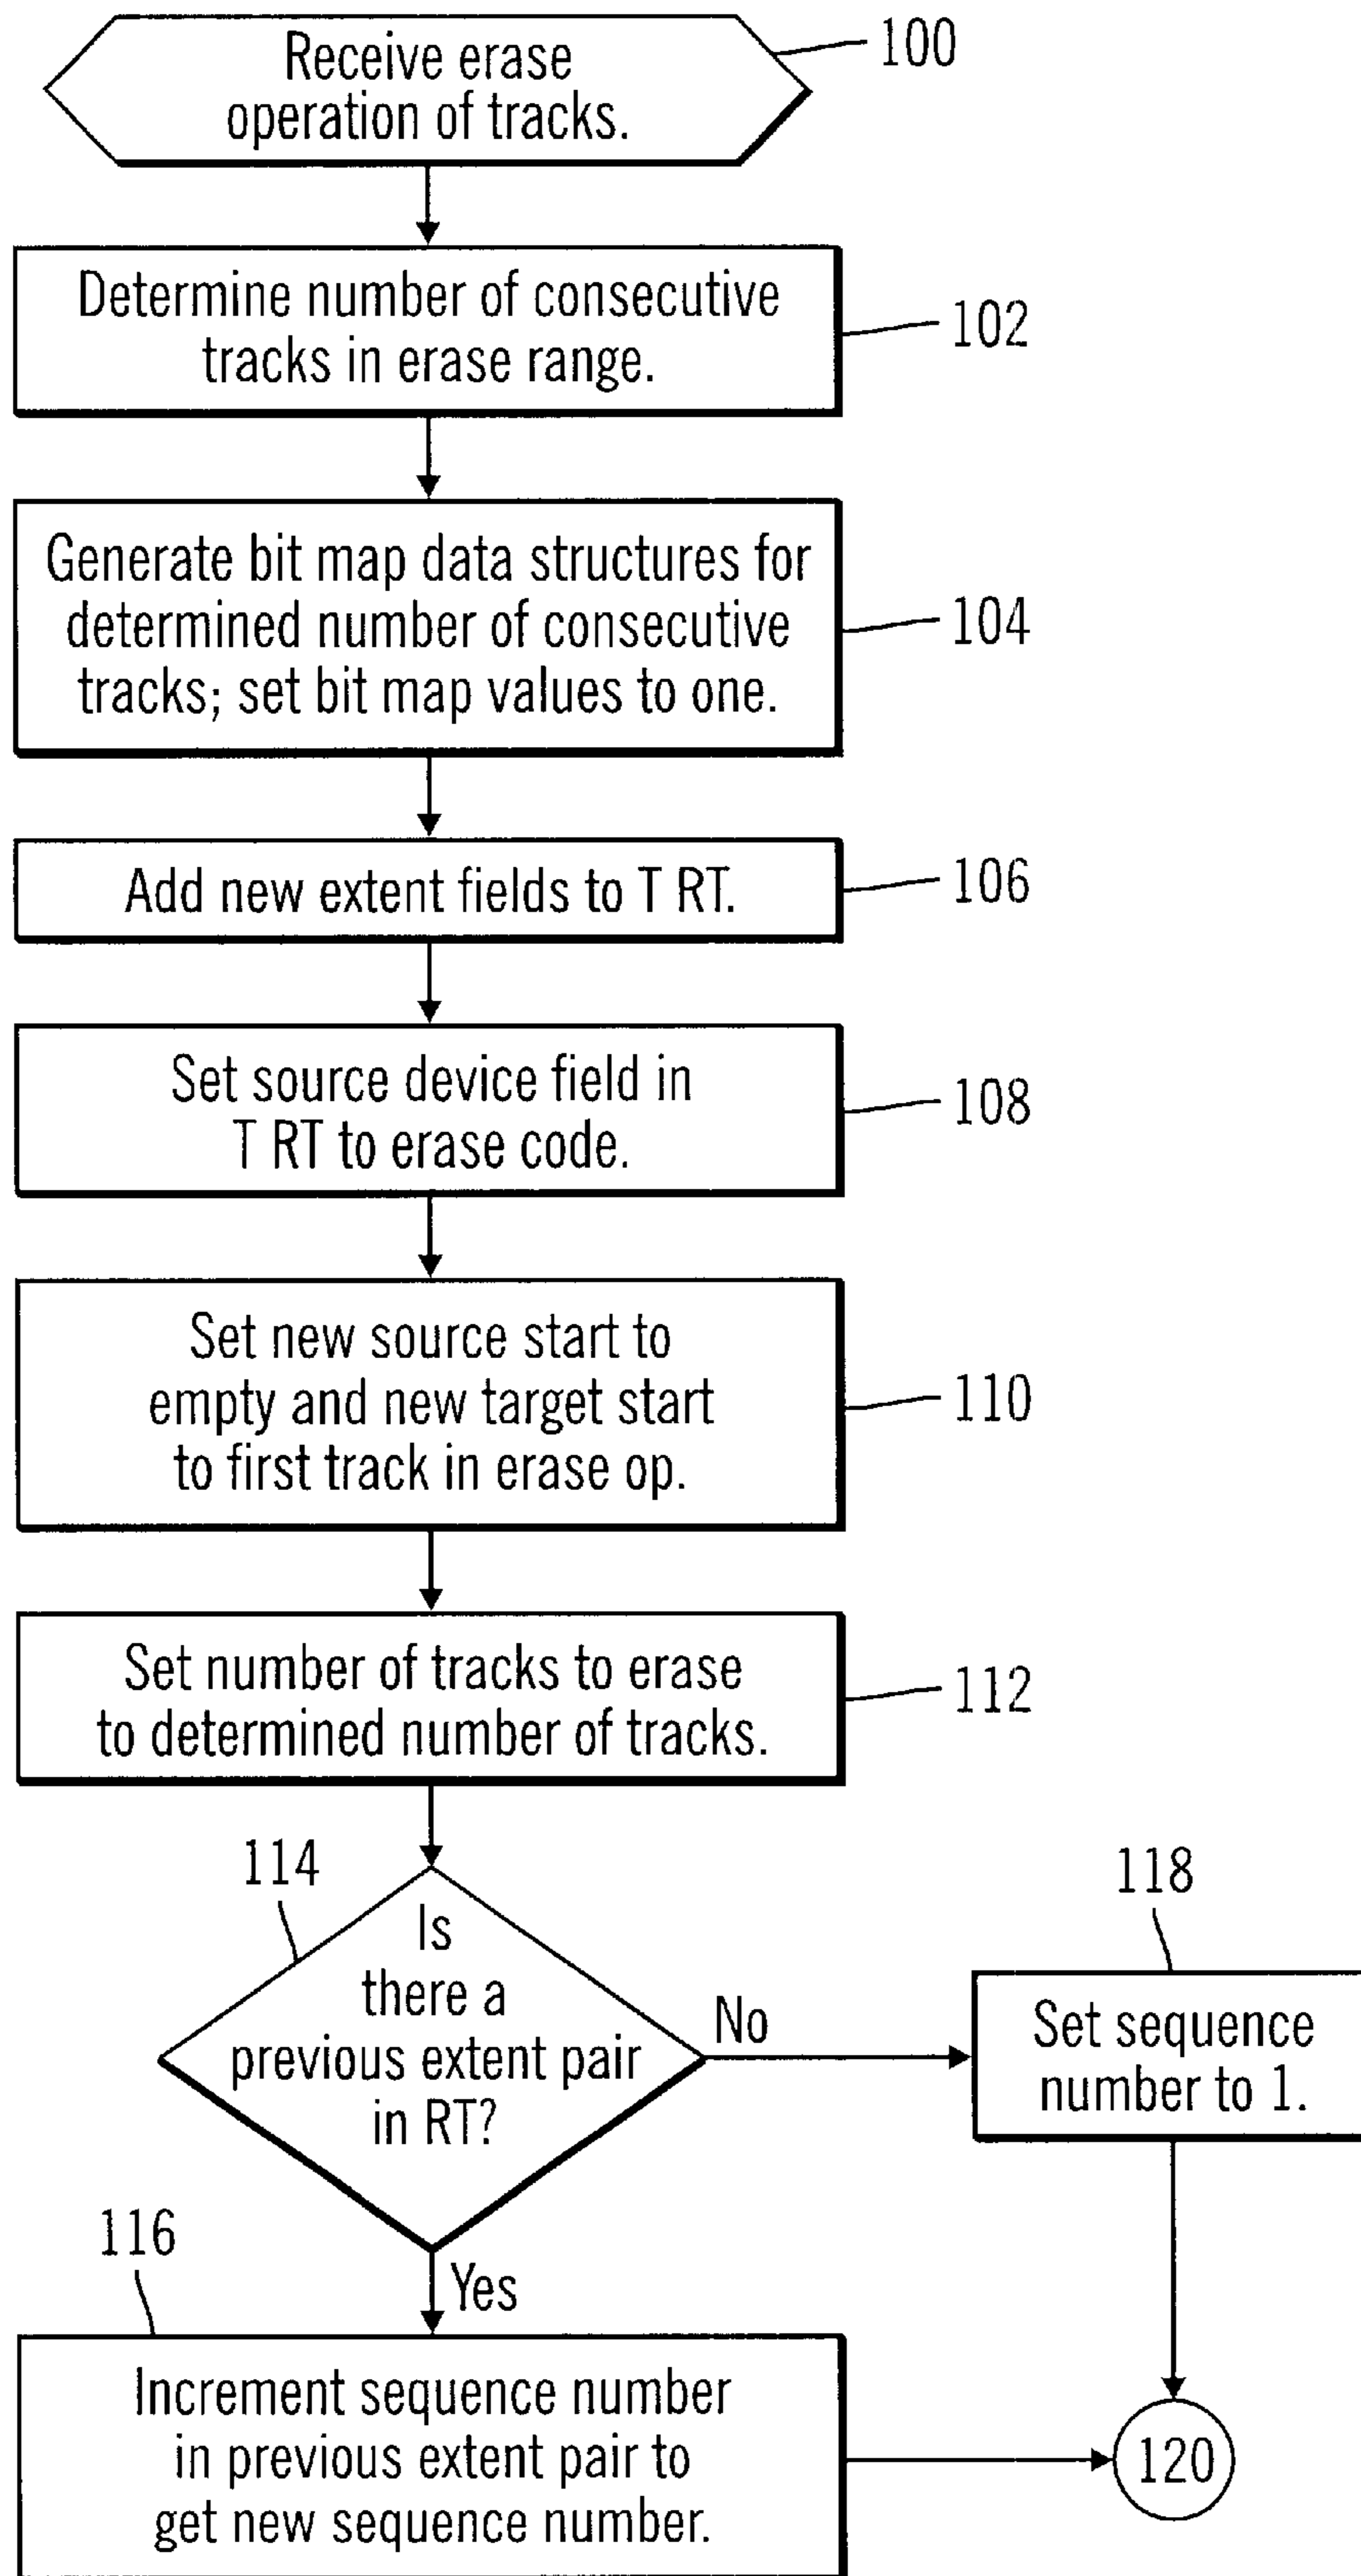 Receive erase
operation of tracks.
100
Determine number of consecutive
tracks in erase range.
102
Generate bit map data structures for
determined number of consecutive
tracks; set bit map values to one.
104
Add new extent fields to T RT.
106
Set source device field in
T RT to erase code.
108
Set new source start to
empty and new target start
to first track in erase op.
110
Set number of tracks to erase
to determined number of tracks.
112
114
Is
there a
previous extent pair
in RT?
No
118
Set sequence
number to 1.
Yes
116
Increment sequence number
in previous extent pair to
get new sequence number.
120